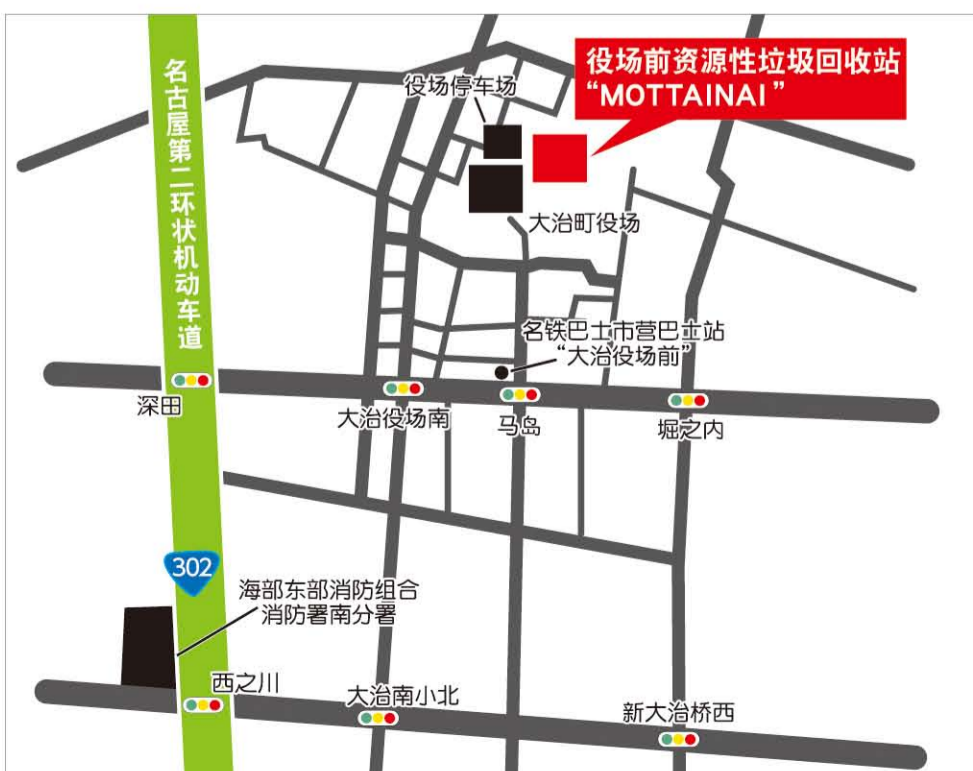 役场前资源性垃圾回收站
“MOTTAINAI”
役场停车场
名古屋第二环状机动车道
大治町役场
名铁巴士市营巴士站
“大治役场前”
深田
大治役场南
马岛
堀之内
302
海部东部消防组合
消防署南分署
西之川
大治南小北
新大治桥西